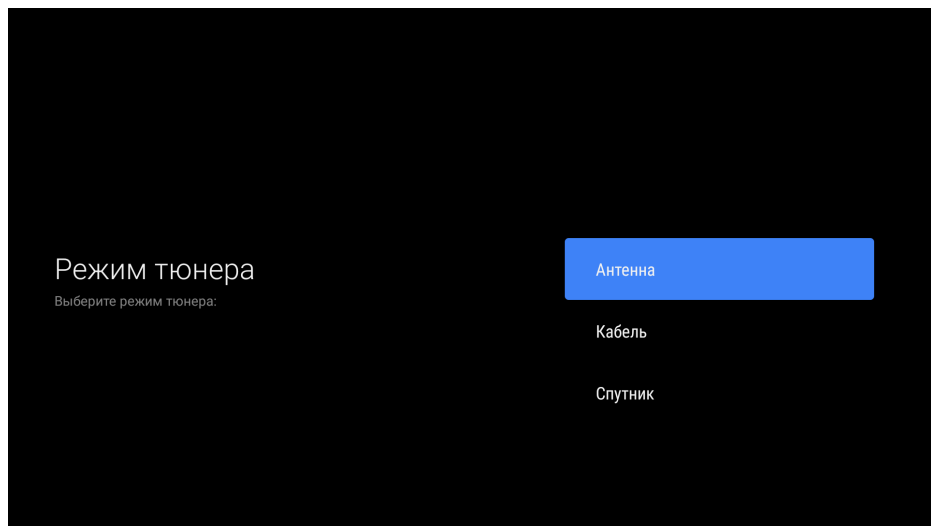 Режим тюнера
Выберите режим тюнера:
Антенна
Кабель
Спутник